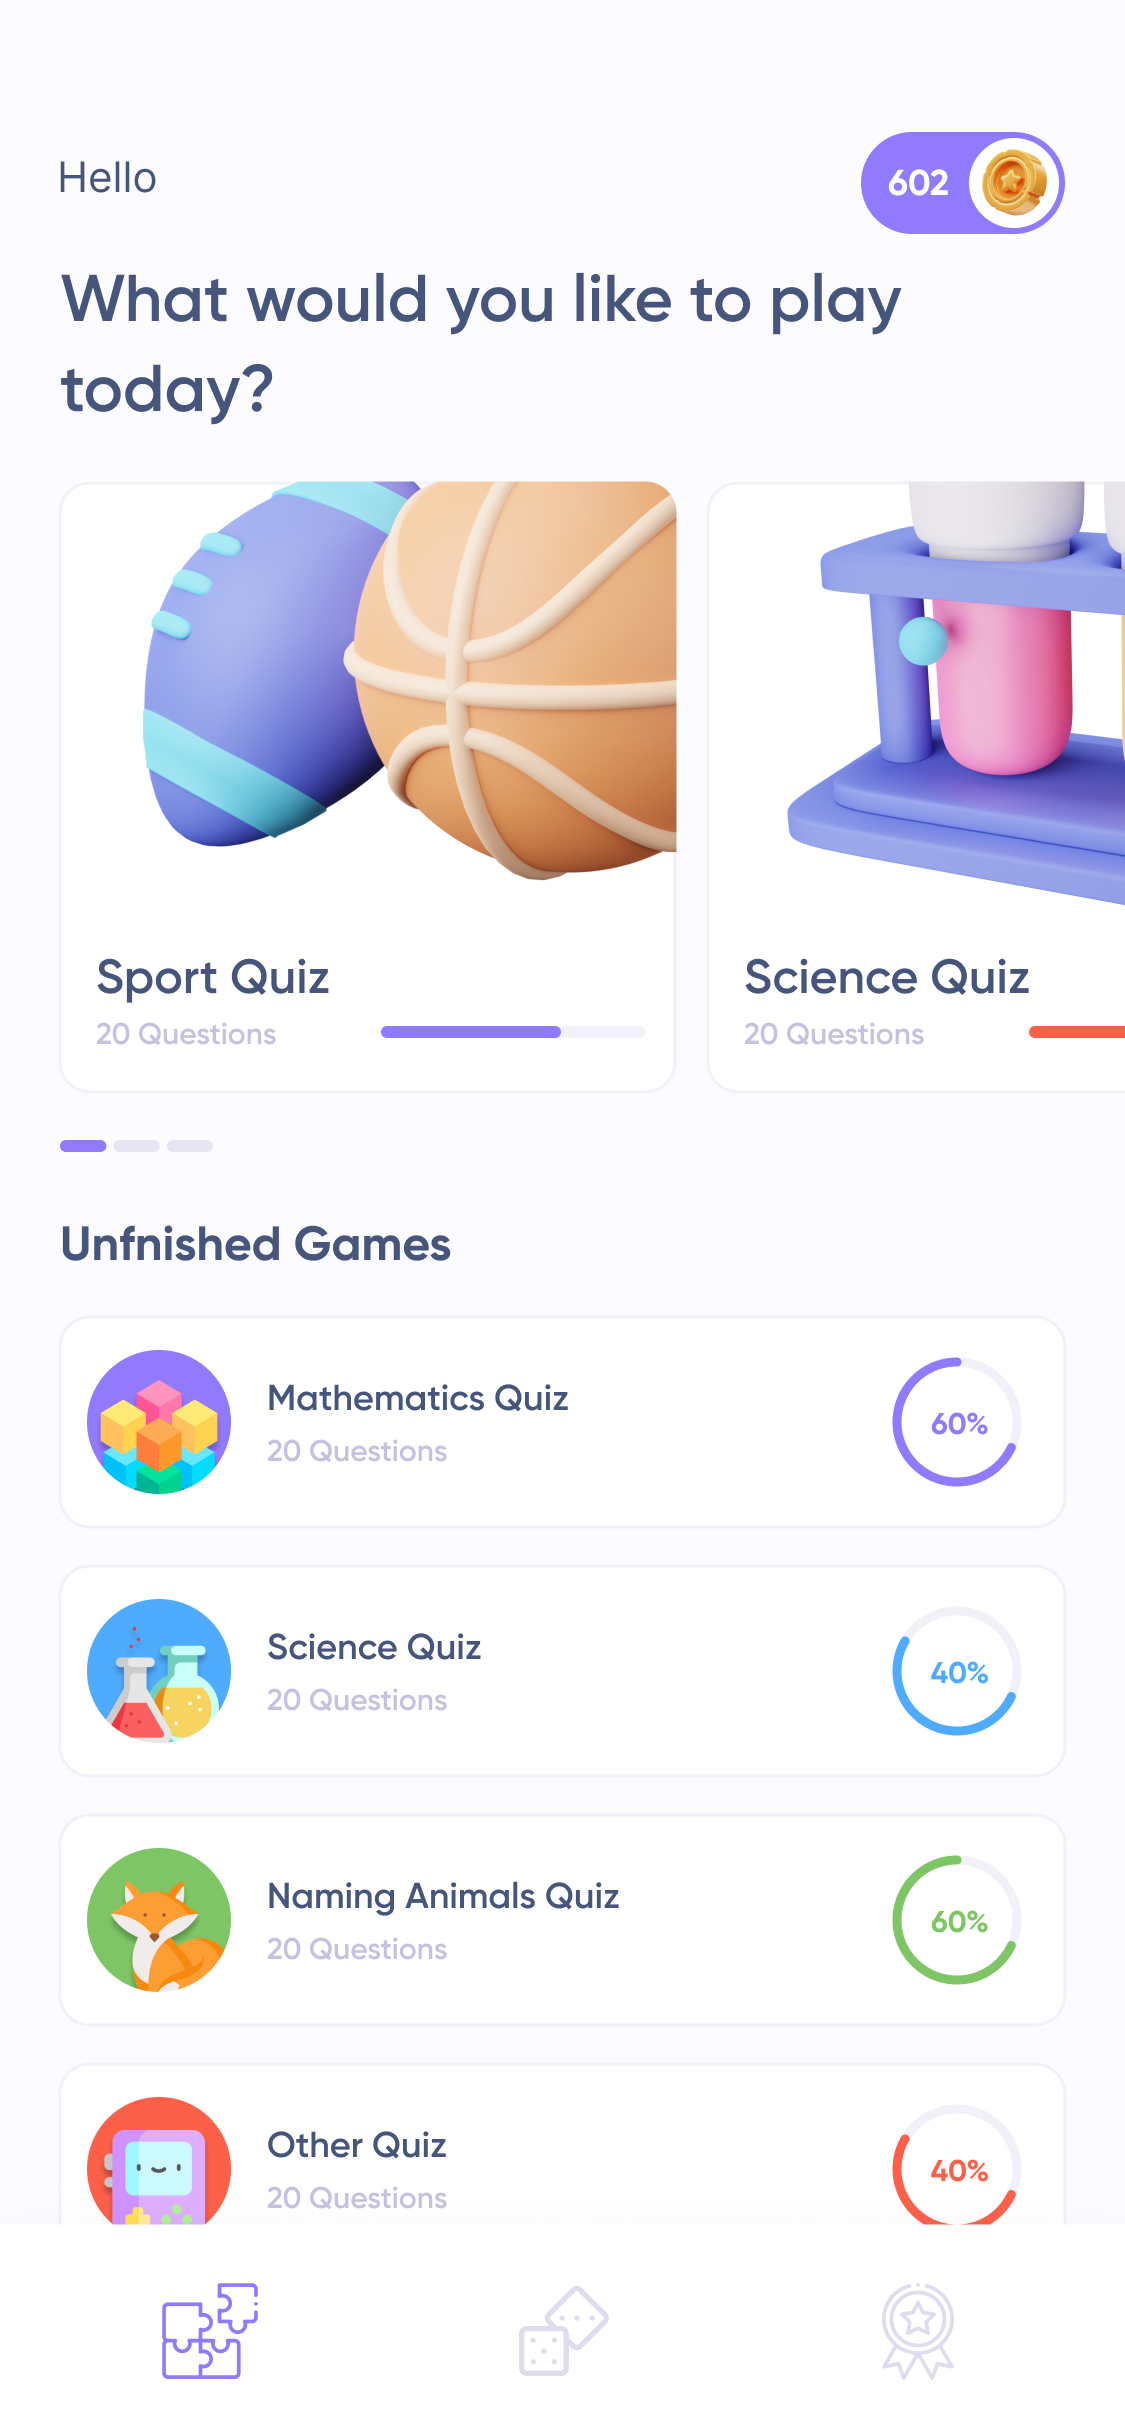 Hello
602
What would you like to play
today?
Sport Quiz
20 Questions
Science Quiz
20 Questions
Unfnished Games
Mathematics Quiz
20 Questions
60%
Science Quiz
20 Questions
40%
Naming Animals Quiz
20 Questions
60%
Other Quiz
20 Questions
40%